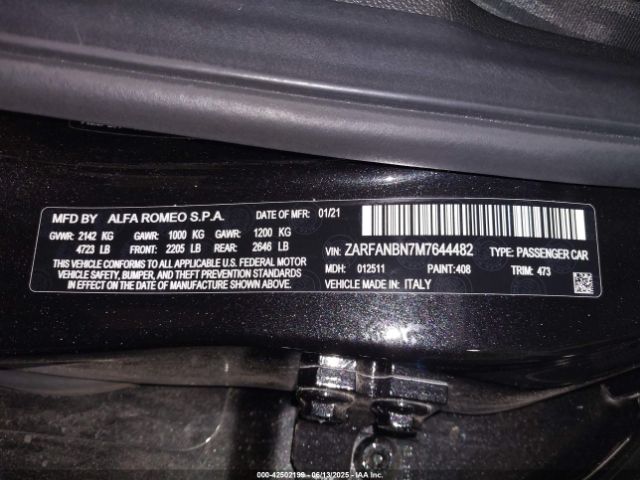 MFD BY ALFA ROMEO S.P.A. DATE OF MFR: 01/21
GVWR: 2142 KG GAWR: 1000 KG GAWR: 1200 KG
4723 LB FRONT: 2205 LB REAR: 2646 LB
THIS VEHICLE CONFORMS TO ALL APPLICABLE U.S.A. FEDERAL MOTOR
VEHICLE SAFETY, BUMPER, AND THEFT PREVENTION STANDARDS IN
EFFECT ON THE DATE OF MANUFACTURE SHOWN ABOVE.
VIN: ZARFANBN7M7644482 TYPE: PASSENGER CAR
MDH: 012511 PAINT: 408 TRIM: 473
VEHICLE MADE IN: ITALY
000-42502199 - 06/13/2025 - IAA Inc.